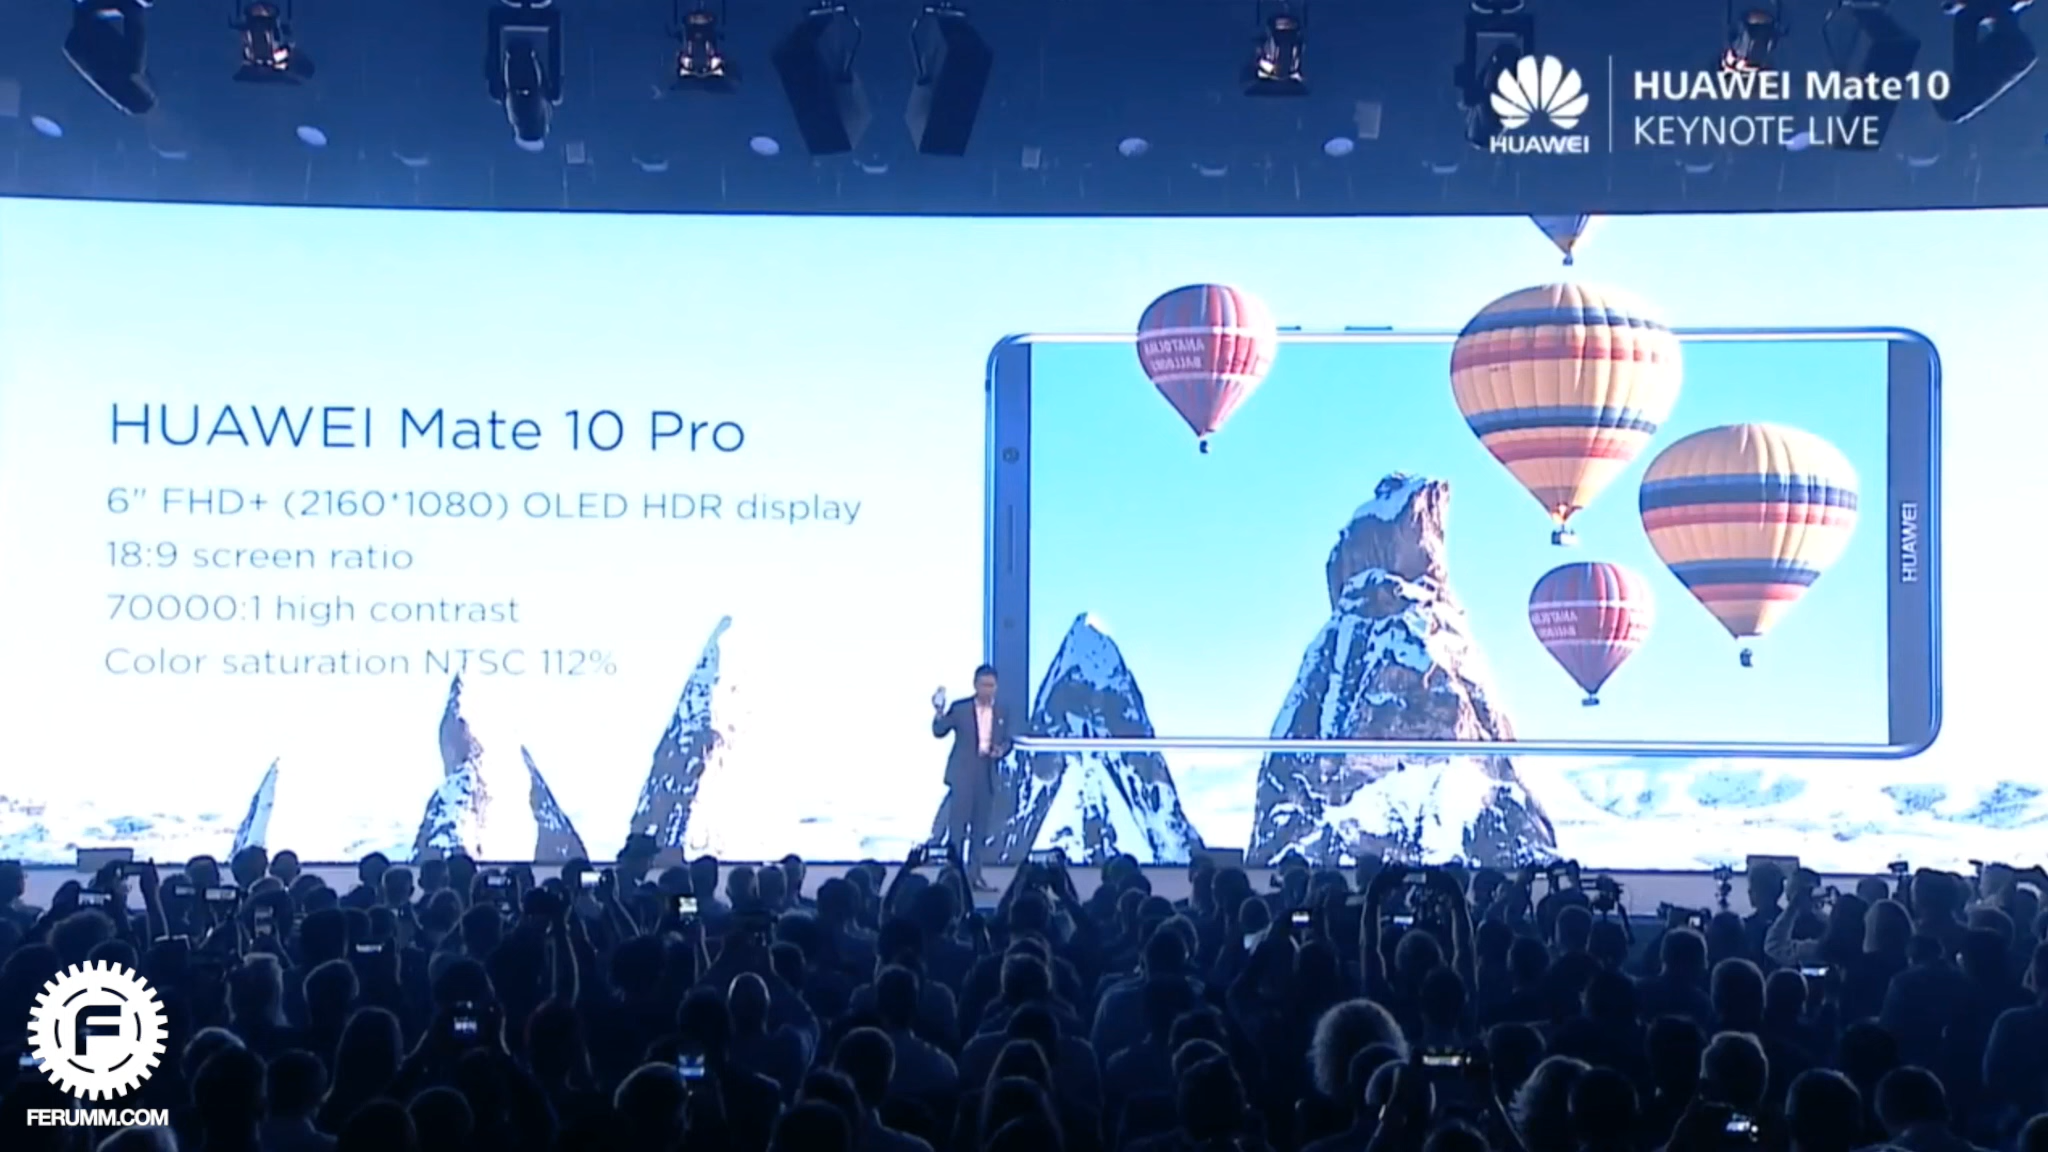 HUAWEI
HUAWEI Mate10
KEYNOTE LIVE
HUAWEI Mate 10 Pro
6" FHD+ (2160*1080) OLED HDR display
18:9 screen ratio
70000:1 high contrast
Color saturation NTSC 112%
HUAWEI
F
FERUMM.COM